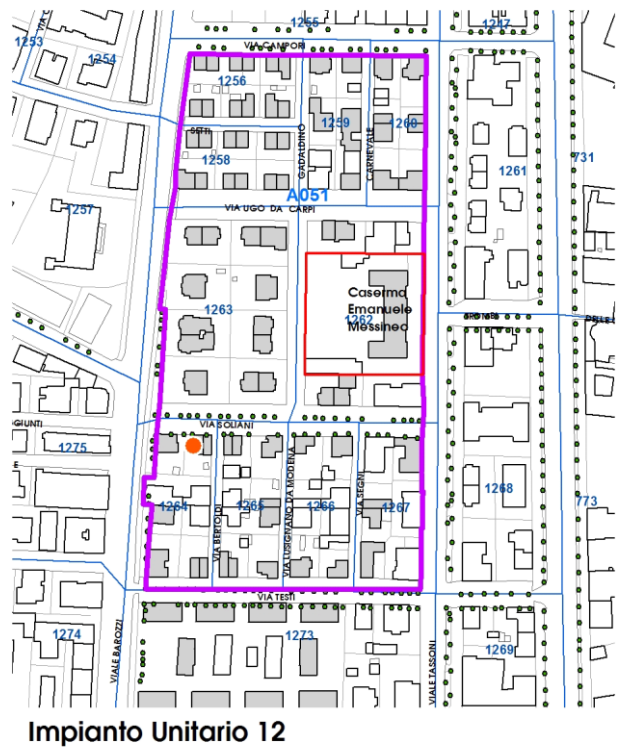 1255
1247
1253
VIA CAMPORI
1254
1256
1259
1260
SETTI
GADALDINO
CARNEVALE
731
1258
1261
A051
1257
VIA UGO DA CARPI
Caserma
1263
1262
Emanuele
Messineo
VIA SOLIANI
GIUNTI
1275
E
VIA LUSIGNANO DA MODENA
VIA SEGNI
1268
1264
1265
1266
1267
773
VIA BERTOLDI
VIA TESTI
1274
1273
1269
VIALE BAROZZI
VIALE TASSONI
Impianto Unitario 12